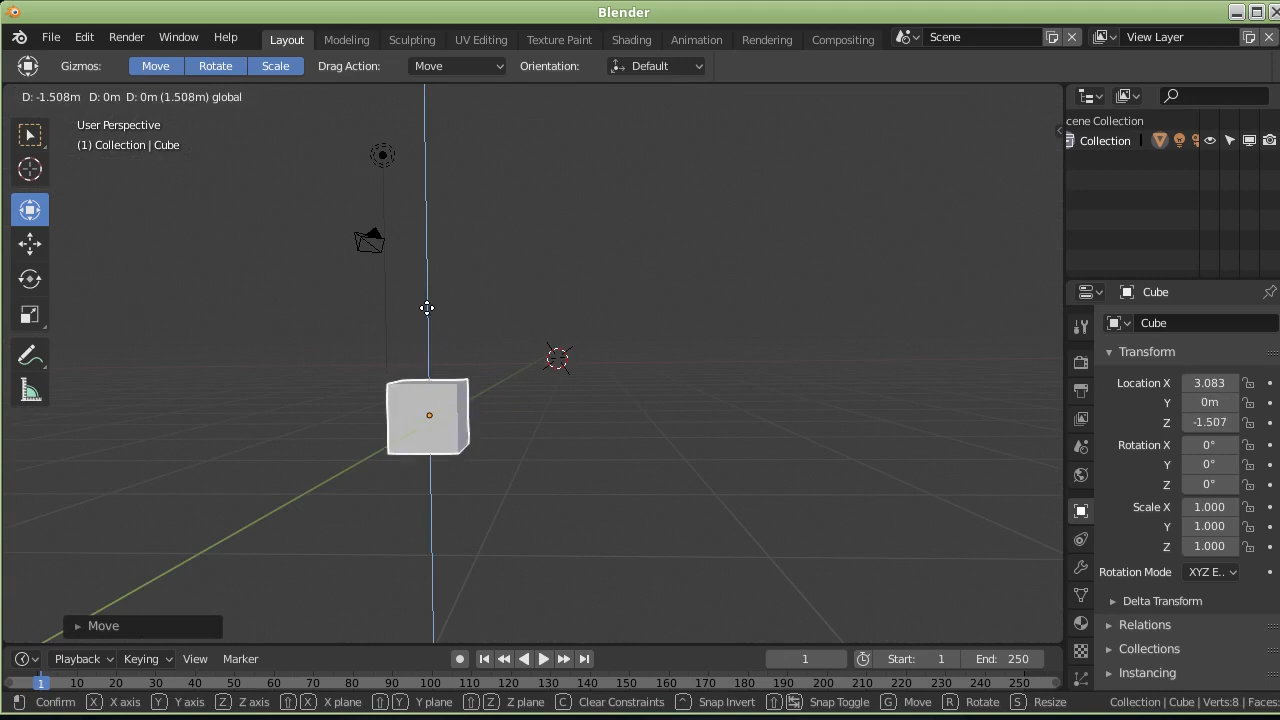 Blender
File Edit Render Window Help Layout Modeling Sculpting UV Editing Texture Paint Shading Animation Rendering Compositing Scene View Layer
Gizmos: Move Rotate Scale Drag Action: Move Orientation: Default
D: -1.508m D: 0m D: 0m (1.508m) global
User Perspective
(1) Collection | Cube
cene Collection
Collection
Cube
Cube
Transform
Location X 3.083
Y 0m
Z -1.507
Rotation X 0°
Y 0°
Z 0°
Scale X 1.000
Y 1.000
Z 1.000
Rotation Mode XYZ E..
Delta Transform
Relations
Collections
Instancing
Move
Playback Keying View Marker 1 Start: 1 End: 250
1 10 20 30 40 50 60 70 80 90 100 110 120 130 140 150 160 170 180 190 200 210 220 230 240 250
Confirm X X axis Y Y axis Z Z axis X X plane Y Y plane Z Z plane C Clear Constraints ^ Snap Invert Snap Toggle G Move R Rotate S Resize Collection | Cube | Verts:8 | Faces